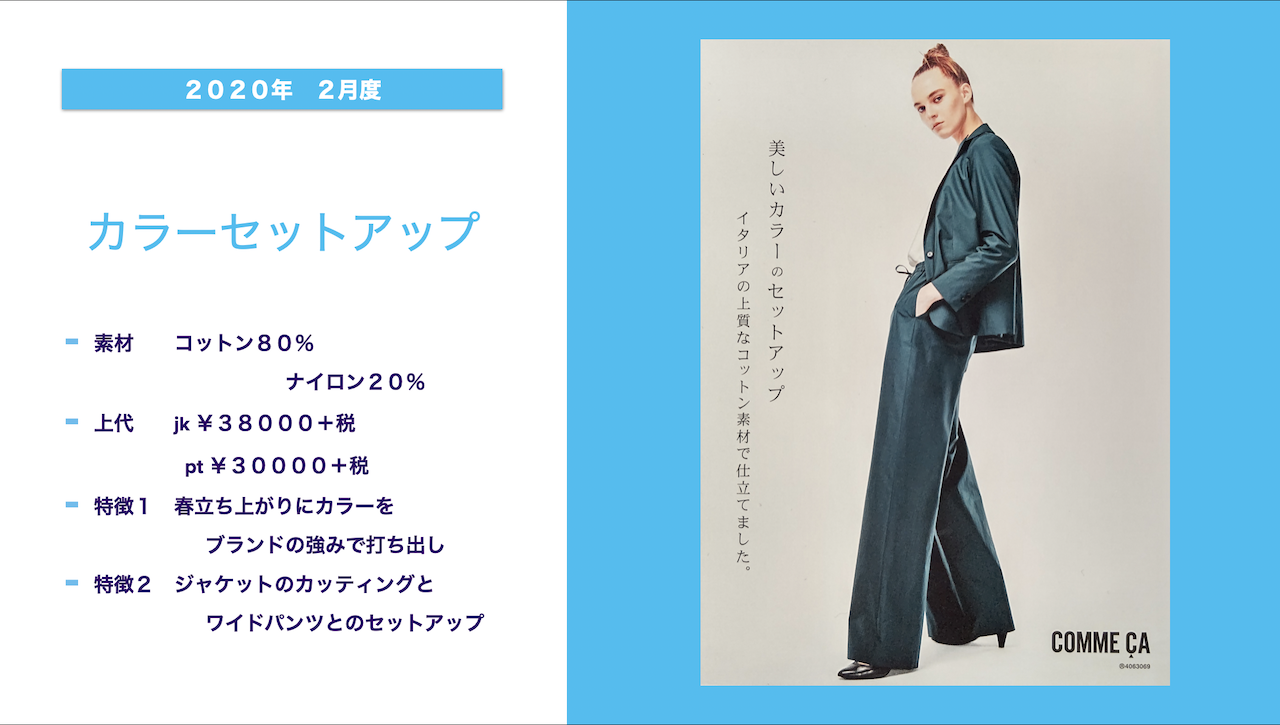 ２０２０年　２月度
カラーセットアップ
素材　　コットン８０％
ナイロン２０％
上代　　jk ￥３８０００＋税
pt ￥３００００＋税
特徴１　春立ち上がりにカラーを
ブランドの強みで打ち出し
特徴２　ジャケットのカッティングと
ワイドパンツとのセットアップ
美しいカラーのセットアップ
イタリアの上質なコットン素材で仕立てました。
COMME ÇA
4063069